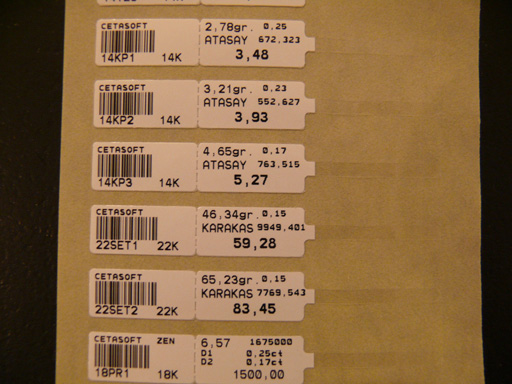 14K
CETASOFT 2,78gr. 0,25
ATASAY 672,323
14KP1 14K 3,48
CETASOFT 3,21gr. 0,23
ATASAY 552,627
14KP2 14K 3,93
CETASOFT 4,65gr. 0,17
ATASAY 763,515
14KP3 14K 5,27
CETASOFT 46,34gr. 0,15
KARAKAS 9949,401
22SET1 22K 59,28
CETASOFT 65,23gr. 0,15
KARAKAS 7769,543
22SET2 22K 83,45
CETASOFT ZEN 6,57 1675000
D1 0,25ct
D2 0,17ct
18PR1 18K 1500,00